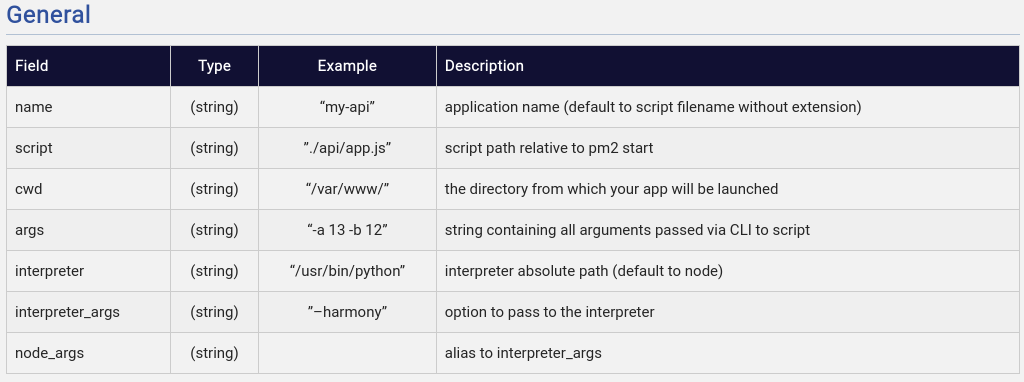 General
Field Type Example Description
name (string) “my-api” application name (default to script filename without extension)
script (string) ”./api/app.js” script path relative to pm2 start
cwd (string) “/var/www/” the directory from which your app will be launched
args (string) “-a 13 -b 12” string containing all arguments passed via CLI to script
interpreter (string) “/usr/bin/python” interpreter absolute path (default to node)
interpreter_args (string) ”–harmony” option to pass to the interpreter
node_args (string) alias to interpreter_args